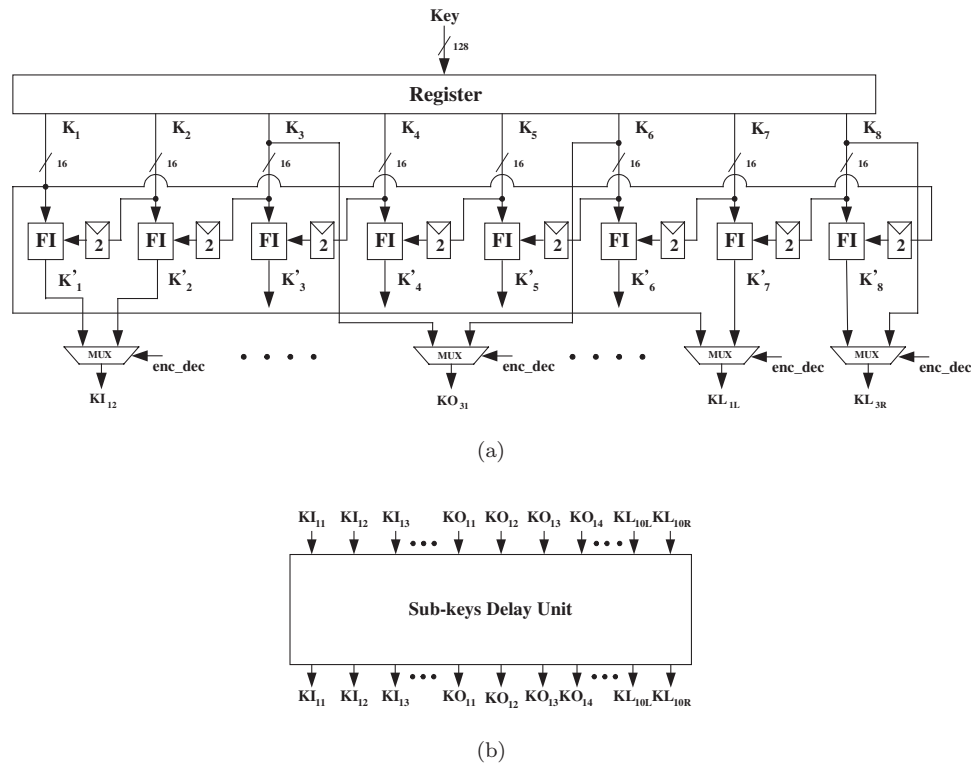 Key
128
Register
K1 K2 K3 K4 K5 K6 K7 K8
16 16 16 16 16 16 16 16
FI 2 FI 2 FI 2 FI 2 FI 2 FI 2 FI 2 FI 2
K'1 K'2 K'3 K'4 K'5 K'6 K'7 K'8
MUX MUX MUX MUX
enc_dec enc_dec enc_dec enc_dec
KI12 KO31 KL1L KL3R
(a)
KI11 KI12 KI13 KO11 KO12 KO13 KO14 KL10L KL10R
Sub-keys Delay Unit
KI11 KI12 KI13 KO11 KO12 KO13 KO14 KL10L KL10R
(b)